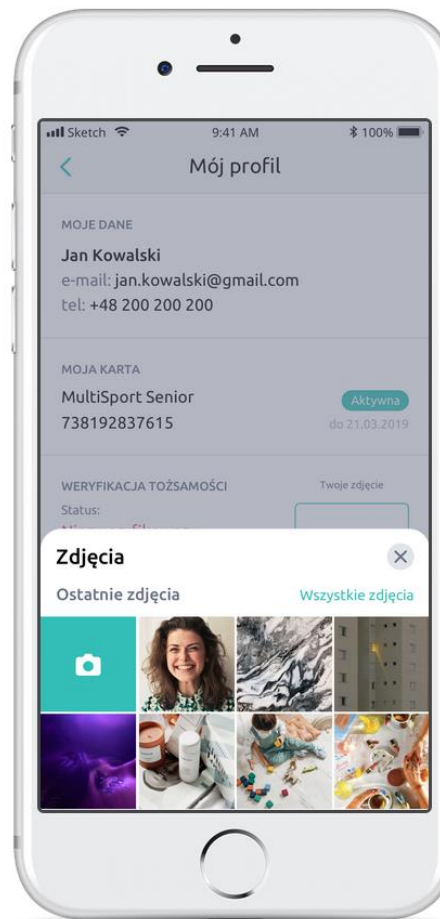 Sketch 9:41 AM 100%
Mój profil
MOJE DANE
Jan Kowalski
e-mail: jan.kowalski@gmail.com
tel: +48 200 200 200
MOJA KARTA
MultiSport Senior Aktywna
738192837615 do 21.03.2019
WERYFIKACJA TOŻSAMOŚCI Twoje zdjęcie
Status:
Zdjęcia
Ostatnie zdjęcia Wszystkie zdjęcia